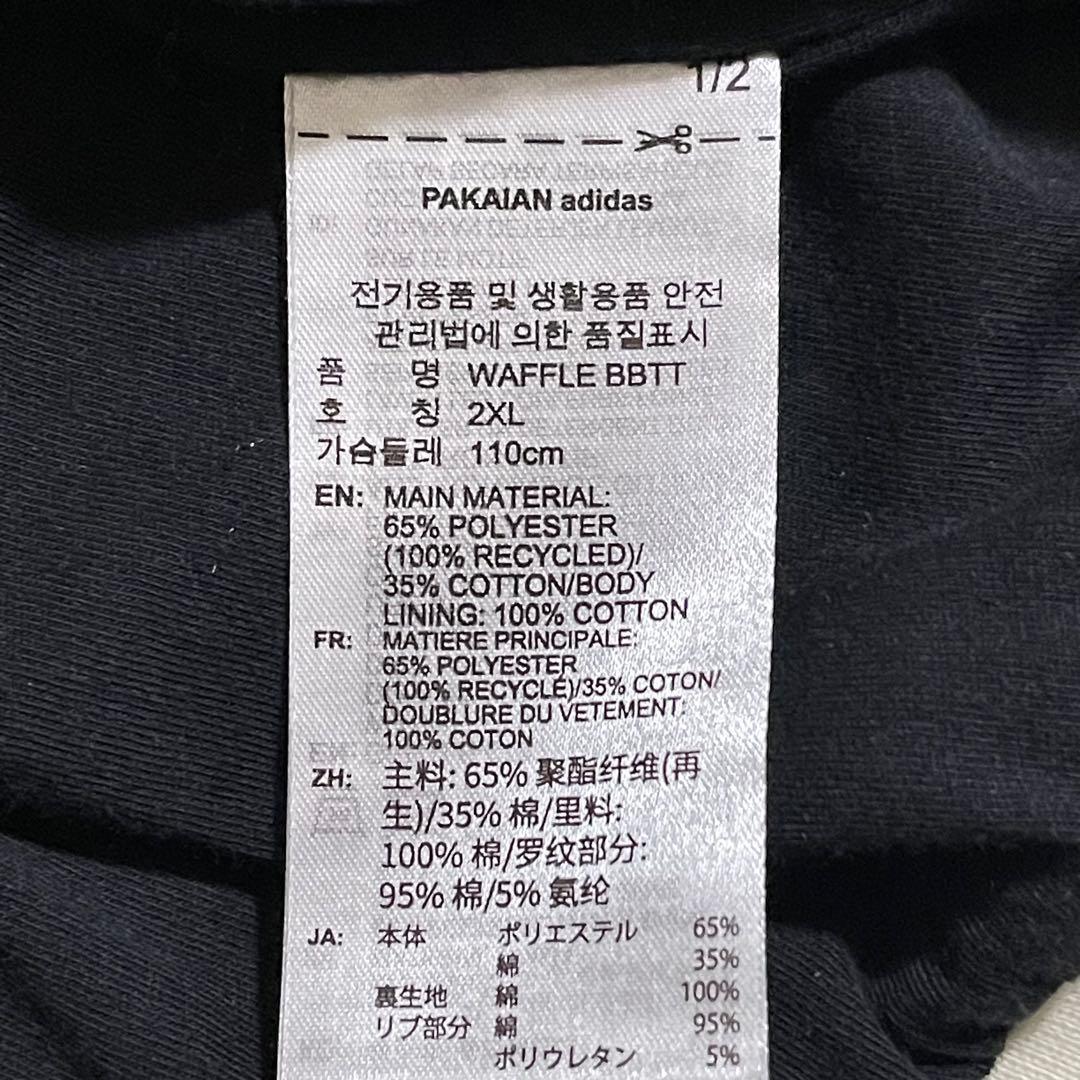 1/2
PAKAIAN adidas
전기용품 및 생활용품 안전
관리법에 의한 품질표시
품 명 WAFFLE BBTT
호 칭 2XL
가슴둘레 110cm
EN: MAIN MATERIAL:
65% POLYESTER
(100% RECYCLED)/
35% COTTON/BODY
LINING: 100% COTTON
FR: MATIERE PRINCIPALE:
65% POLYESTER
(100% RECYCLÉ)/35% COTON/
DOUBLURE DU VETEMENT:
100% COTON
ZH: 主料: 65% 聚酯纤维(再
生)/35% 棉/里料:
100% 棉/罗纹部分:
95% 棉/5% 氨纶
JA: 本体 ポリエステル 65%
綿 35%
裏生地 綿 100%
リブ部分 綿 95%
ポリウレタン 5%